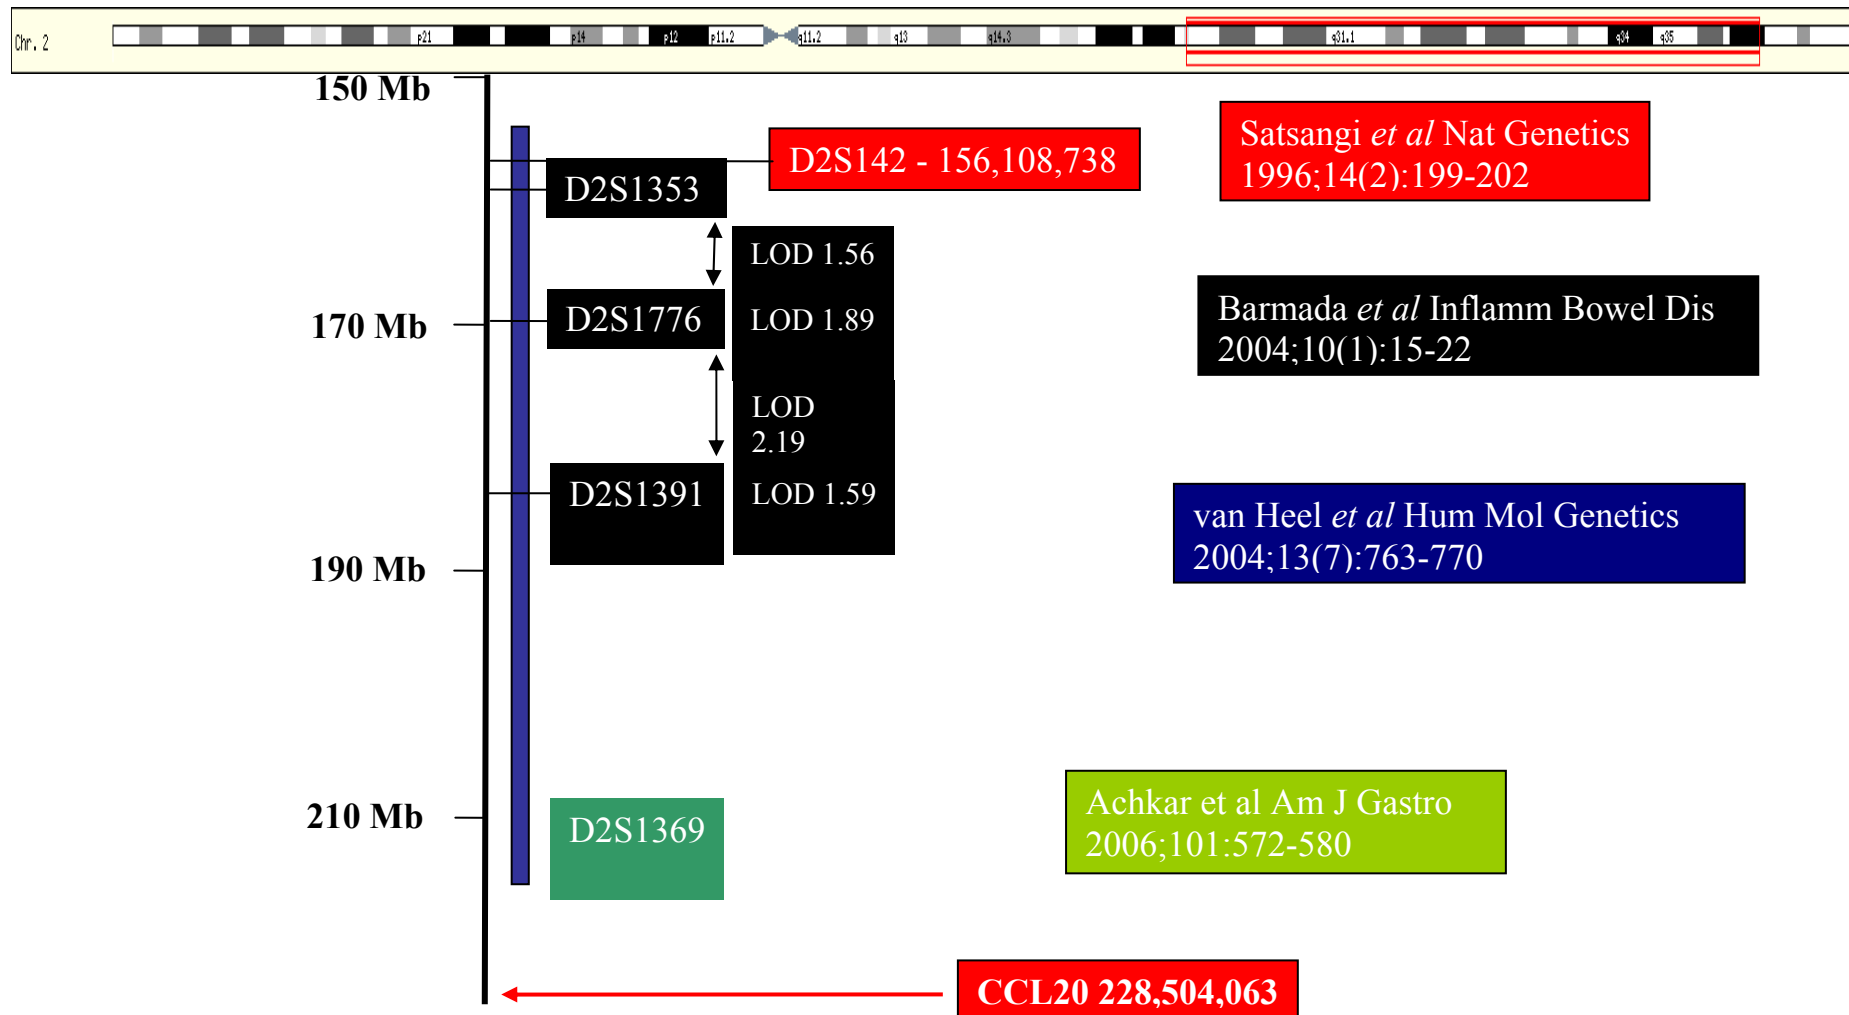 Chr. 2
p21
p14
p12
p11.2
q11.2
q13
q14.3
q31.1
q34
q35
150 Mb
D2S142 - 156,108,738
Satsangi et al Nat Genetics
1996;14(2):199-202
D2S1353
LOD 1.56
170 Mb
D2S1776
LOD 1.89
Barmada et al Inflamm Bowel Dis
2004;10(1):15-22
LOD
2.19
D2S1391
LOD 1.59
van Heel et al Hum Mol Genetics
2004;13(7):763-770
190 Mb
210 Mb
D2S1369
Achkar et al Am J Gastro
2006;101:572-580
CCL20 228,504,063